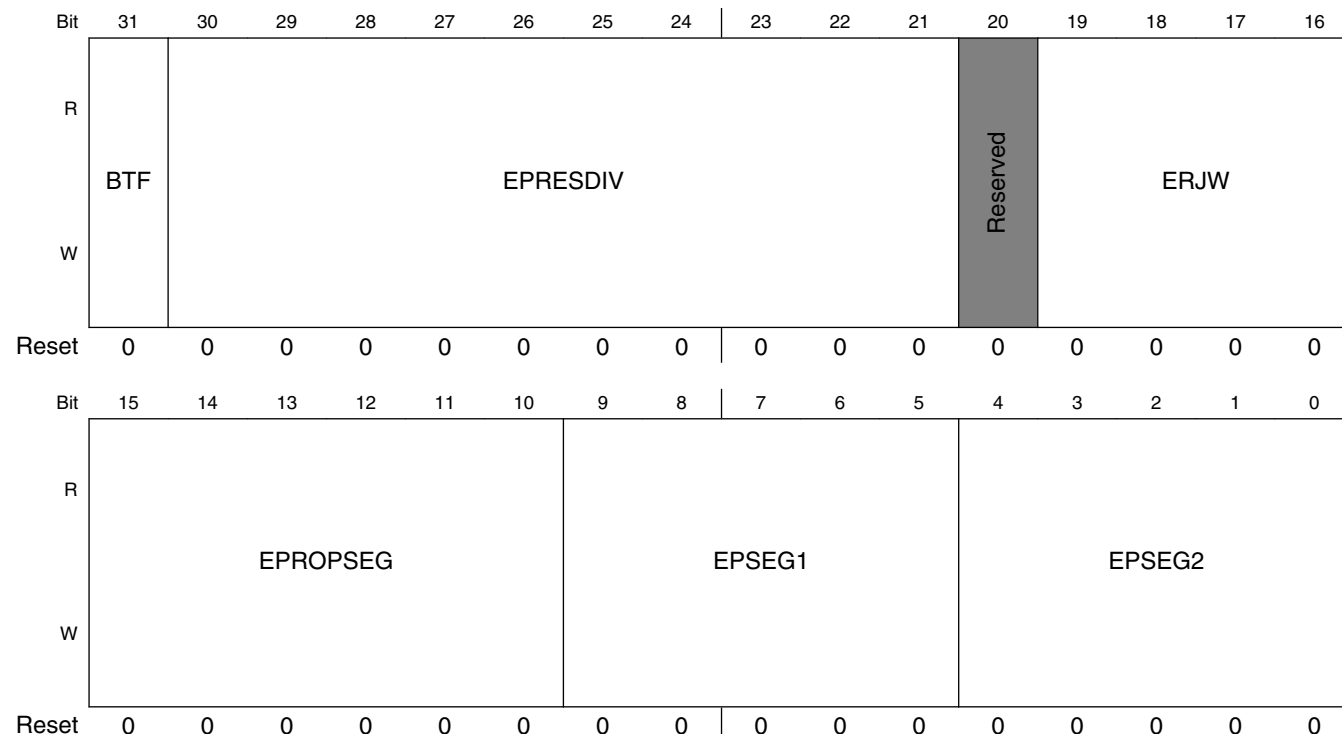 Bit 31 30 29 28 27 26 25 24 23 22 21 20 19 18 17 16
R
BTF EPRESDIV Reserved ERJW
W
Reset 0 0 0 0 0 0 0 0 0 0 0 0 0 0 0 0
Bit 15 14 13 12 11 10 9 8 7 6 5 4 3 2 1 0
R
EPROPSEG EPSEG1 EPSEG2
W
Reset 0 0 0 0 0 0 0 0 0 0 0 0 0 0 0 0